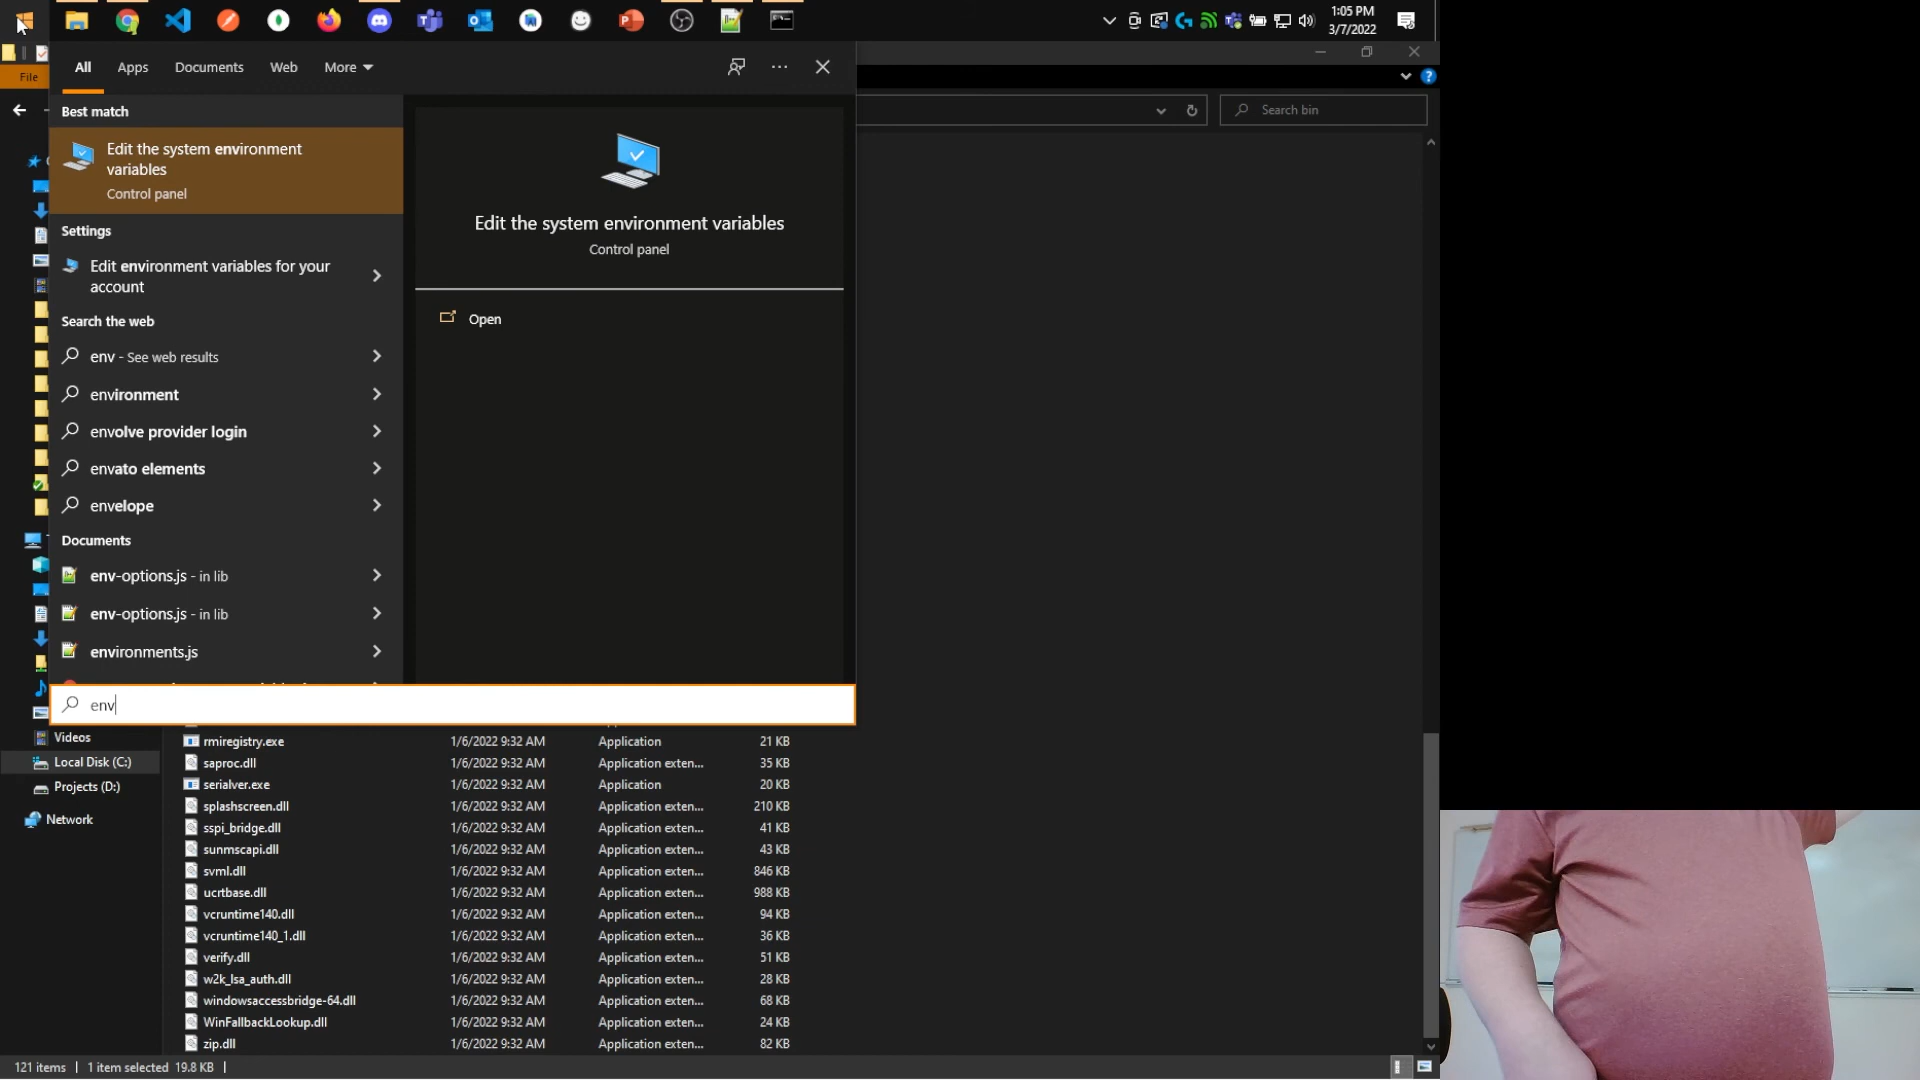 1:05 PM
3/7/2022
File
All
Apps
Documents
Web
More
Search bin
Best match
Edit the system environment
variables
Control panel
Edit the system environment variables
Control panel
Open
Settings
Edit environment variables for your
account
Search the web
env - See web results
environment
envolve provider login
envato elements
envelope
Documents
env-options.js - in lib
env-options.js - in lib
environments.js
env
Videos
Local Disk (C:)
Projects (D:)
Network
rmiregistry.exe 1/6/2022 9:32 AM Application 21 KB
saproc.dll 1/6/2022 9:32 AM Application exten... 35 KB
serialver.exe 1/6/2022 9:32 AM Application 20 KB
splashscreen.dll 1/6/2022 9:32 AM Application exten... 210 KB
sspi_bridge.dll 1/6/2022 9:32 AM Application exten... 41 KB
sunmscapi.dll 1/6/2022 9:32 AM Application exten... 43 KB
svml.dll 1/6/2022 9:32 AM Application exten... 846 KB
ucrtbase.dll 1/6/2022 9:32 AM Application exten... 988 KB
vcruntime140.dll 1/6/2022 9:32 AM Application exten... 94 KB
vcruntime140_1.dll 1/6/2022 9:32 AM Application exten... 36 KB
verify.dll 1/6/2022 9:32 AM Application exten... 51 KB
w2k_lsa_auth.dll 1/6/2022 9:32 AM Application exten... 28 KB
windowsaccessbridge-64.dll 1/6/2022 9:32 AM Application exten... 68 KB
WinFallbackLookup.dll 1/6/2022 9:32 AM Application exten... 24 KB
zip.dll 1/6/2022 9:32 AM Application exten... 82 KB
121 items
1 item selected 19.8 KB